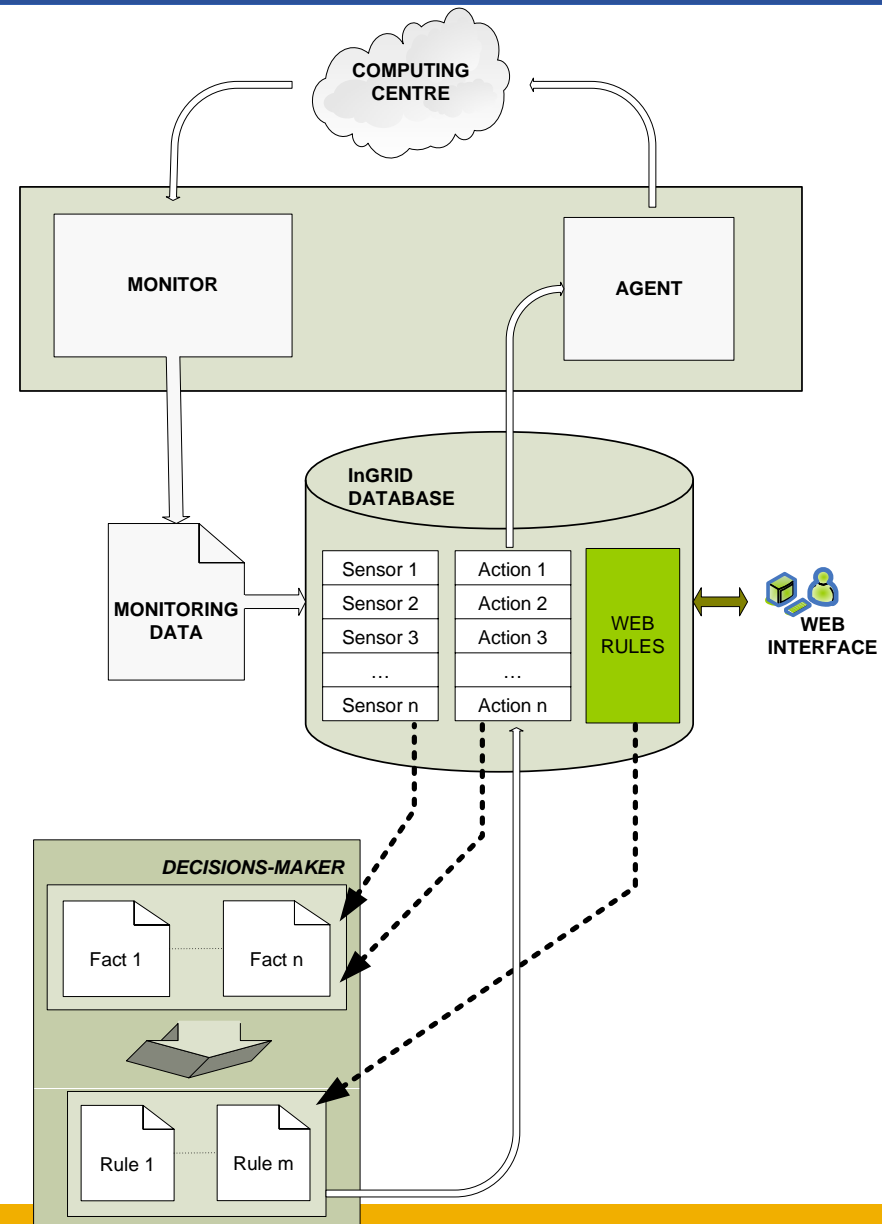 COMPUTING
CENTRE
MONITOR
AGENT
InGRID
DATABASE
MONITORING
DATA
Sensor 1
Sensor 2
Sensor 3
…
Sensor n
Action 1
Action 2
Action 3
…
Action n
WEB
RULES
WEB
INTERFACE
DECISIONS-MAKER
Fact 1
Fact n
Rule 1
Rule m